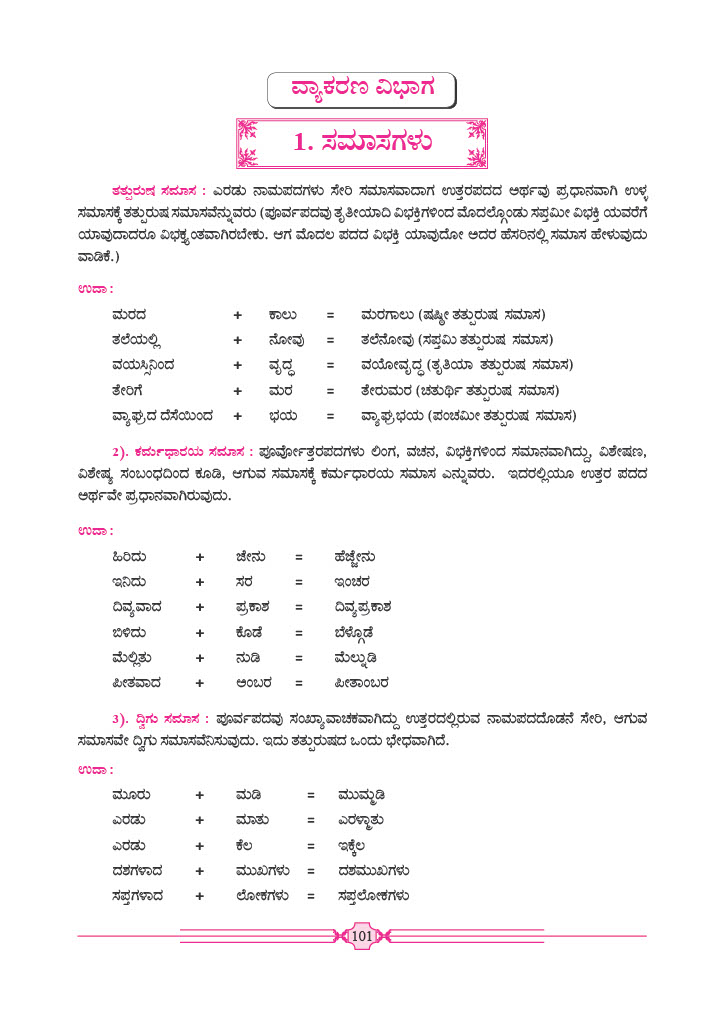 ವ್ಯಾಕರಣ ವಿಭಾಗ
1. ಸಮಾಸಗಳು
ತತ್ಪುರುಷ ಸಮಾಸ : ಎರಡು ನಾಮಪದಗಳು ಸೇರಿ ಸಮಾಸವಾದಾಗ ಉತ್ತರಪದದ ಅರ್ಥವು ಪ್ರಧಾನವಾಗಿ ಉಳ್ಳ
ಸಮಾಸಕ್ಕೆ ತತ್ಪುರುಷ ಸಮಾಸವೆನ್ನುವರು (ಪೂರ್ವಪದವು ತೃತೀಯಾದಿ ವಿಭಕ್ತಿಗಳಿಂದ ಮೊದಲ್ಗೊಂಡು ಸಪ್ತಮೀ ವಿಭಕ್ತಿ ಯವರೆಗೆ
ಯಾವುದಾದರೂ ವಿಭಕ್ತ್ಯಂತವಾಗಿರಬೇಕು. ಆಗ ಮೊದಲ ಪದದ ವಿಭಕ್ತಿ ಯಾವುದೋ ಅದರ ಹೆಸರಿನಲ್ಲಿ ಸಮಾಸ ಹೇಳುವುದು
ವಾಡಿಕೆ.)
ಉದಾ :
ಮರದ + ಕಾಲು = ಮರಗಾಲು (ಷಷ್ಠೀ ತತ್ಪುರುಷ ಸಮಾಸ)
ತಲೆಯಲ್ಲಿ + ನೋವು = ತಲೆನೋವು (ಸಪ್ತಮಿ ತತ್ಪುರುಷ ಸಮಾಸ)
ವಯಸ್ಸಿನಿಂದ + ವೃದ್ಧ = ವಯೋವೃದ್ಧ (ತೃತಿಯಾ ತತ್ಪುರುಷ ಸಮಾಸ)
ತೇರಿಗೆ + ಮರ = ತೇರುಮರ (ಚತುರ್ಥಿ ತತ್ಪುರುಷ ಸಮಾಸ)
ವ್ಯಾಘ್ರದ ದೆಸೆಯಿಂದ + ಭಯ = ವ್ಯಾಘ್ರಭಯ (ಪಂಚಮೀ ತತ್ಪುರುಷ ಸಮಾಸ)
2). ಕರ್ಮಧಾರಯ ಸಮಾಸ : ಪೂರ್ವೋತ್ತರಪದಗಳು ಲಿಂಗ, ವಚನ, ವಿಭಕ್ತಿಗಳಿಂದ ಸಮಾನವಾಗಿದ್ದು, ವಿಶೇಷಣ,
ವಿಶೇಷ್ಯ ಸಂಬಂಧದಿಂದ ಕೂಡಿ, ಆಗುವ ಸಮಾಸಕ್ಕೆ ಕರ್ಮಧಾರಯ ಸಮಾಸ ಎನ್ನುವರು. ಇದರಲ್ಲಿಯೂ ಉತ್ತರ ಪದದ
ಅರ್ಥವೇ ಪ್ರಧಾನವಾಗಿರುವುದು.
ಉದಾ :
ಹಿರಿದು + ಜೇನು = ಹೆಜ್ಜೇನು
ಇನಿದು + ಸರ = ಇಂಚರ
ದಿವ್ಯವಾದ + ಪ್ರಕಾಶ = ದಿವ್ಯಪ್ರಕಾಶ
ಬಿಳಿದು + ಕೊಡೆ = ಬೆಳ್ಗೊಡೆ
ಮೆಲ್ಲಿತು + ನುಡಿ = ಮೆಲ್ನುಡಿ
ಪೀತವಾದ + ಅಂಬರ = ಪೀತಾಂಬರ
3). ದ್ವಿಗು ಸಮಾಸ : ಪೂರ್ವಪದವು ಸಂಖ್ಯಾವಾಚಕವಾಗಿದ್ದು ಉತ್ತರದಲ್ಲಿರುವ ನಾಮಪದದೊಡನೆ ಸೇರಿ, ಆಗುವ
ಸಮಾಸವೇ ದ್ವಿಗು ಸಮಾಸವೆನಿಸುವುದು. ಇದು ತತ್ಪುರುಷದ ಒಂದು ಭೇಧವಾಗಿದೆ.
ಉದಾ :
ಮೂರು + ಮಡಿ = ಮುಮ್ಮಡಿ
ಎರಡು + ಮಾತು = ಎರಳ್ಮಾತು
ಎರಡು + ಕೆಲ = ಇಕ್ಕೆಲ
ದಶಗಳಾದ + ಮುಖಗಳು = ದಶಮುಖಗಳು
ಸಪ್ತಗಳಾದ + ಲೋಕಗಳು = ಸಪ್ತಲೋಕಗಳು
101